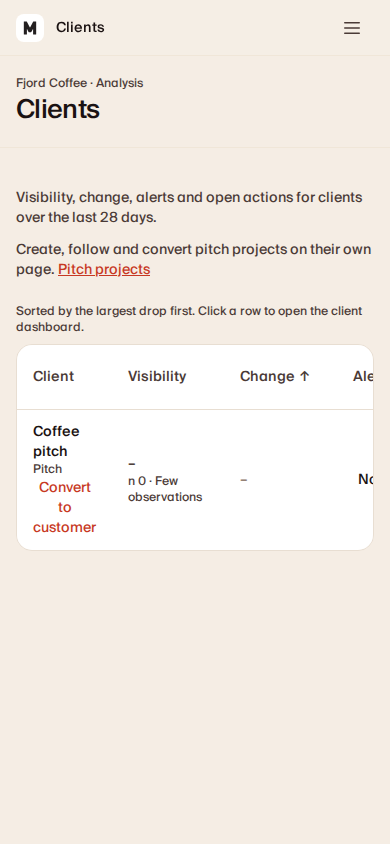 M Clients
Fjord Coffee · Analysis
Clients
Visibility, change, alerts and open actions for clients
over the last 28 days.
Create, follow and convert pitch projects on their own
page. Pitch projects
Sorted by the largest drop first. Click a row to open the client
dashboard.
Client Visibility Change ↑
Coffee
pitch
Pitch
Convert
to
customer
–
n 0 · Few
observations
–